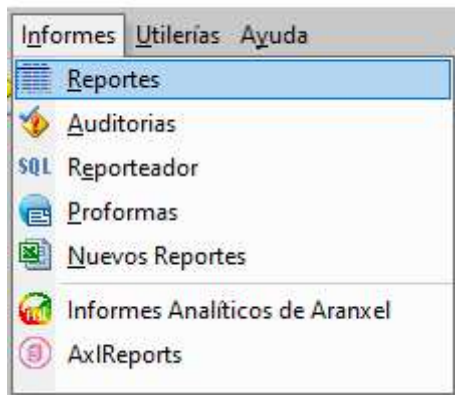 Informes Utilerías Ayuda
Reportes
Auditorias
SQL Reporteador
Proformas
Nuevos Reportes
Informes Analíticos de Aranxel
AxlReports